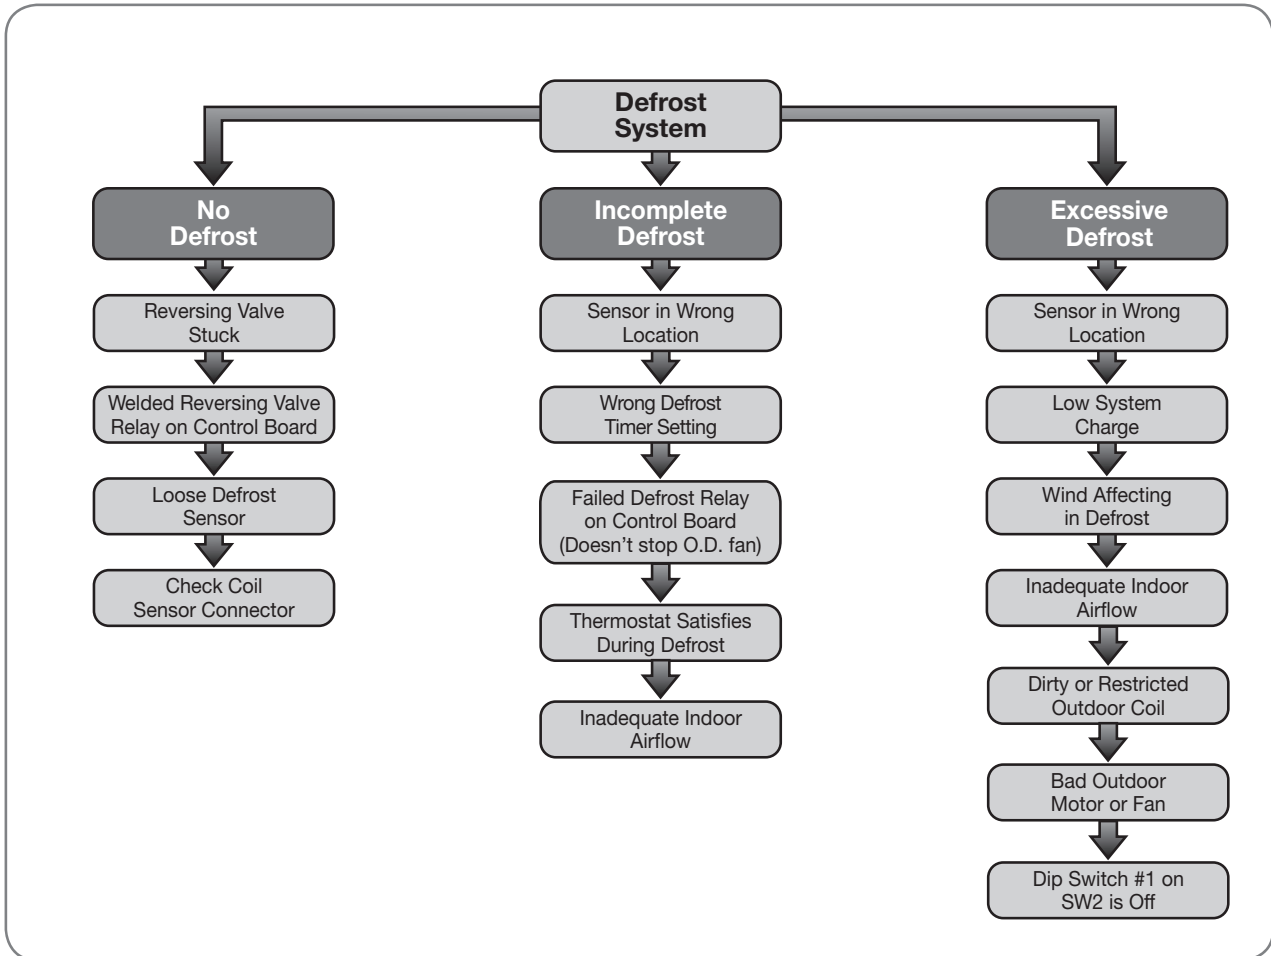 Defrost
System
No
Defrost
Reversing Valve
Stuck
Welded Reversing Valve
Relay on Control Board
Loose Defrost
Sensor
Check Coil
Sensor Connector
Incomplete
Defrost
Sensor in Wrong
Location
Wrong Defrost
Timer Setting
Failed Defrost Relay
on Control Board
(Doesn't stop O.D. fan)
Thermostat Satisfies
During Defrost
Inadequate Indoor
Airflow
Excessive
Defrost
Sensor in Wrong
Location
Low System
Charge
Wind Affecting
in Defrost
Inadequate Indoor
Airflow
Dirty or Restricted
Outdoor Coil
Bad Outdoor
Motor or Fan
Dip Switch #1 on
SW2 is Off